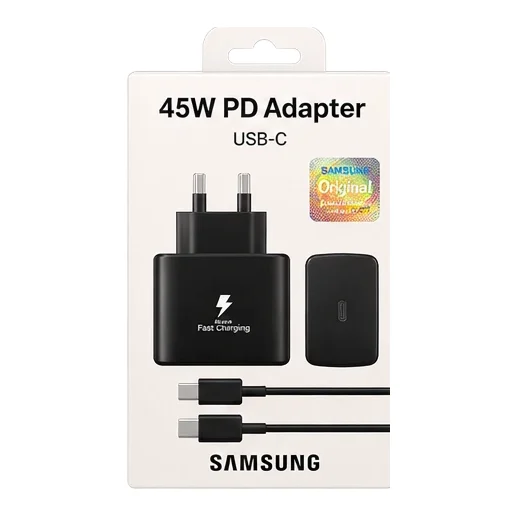 45W PD Adapter
USB-C
SAMSUNG
Original
Fast Charging
SAMSUNG